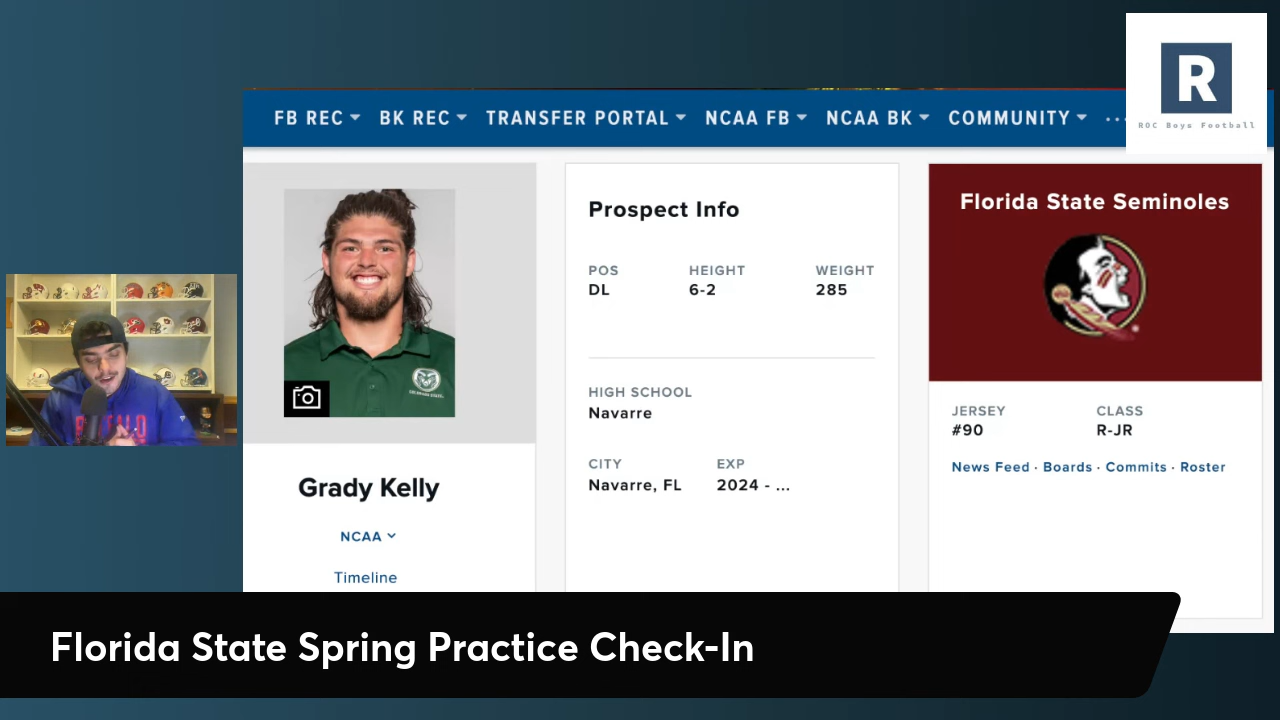 R
ROC Boys Football
FB REC BK REC TRANSFER PORTAL NCAA FB NCAA BK COMMUNITY ...
Prospect Info
POS HEIGHT WEIGHT
DL 6-2 285
HIGH SCHOOL
Navarre
CITY EXP
Navarre, FL 2024 - ...
Florida State Seminoles
JERSEY CLASS
#90 R-JR
News Feed · Boards · Commits · Roster
Grady Kelly
NCAA
Timeline
Florida State Spring Practice Check-In